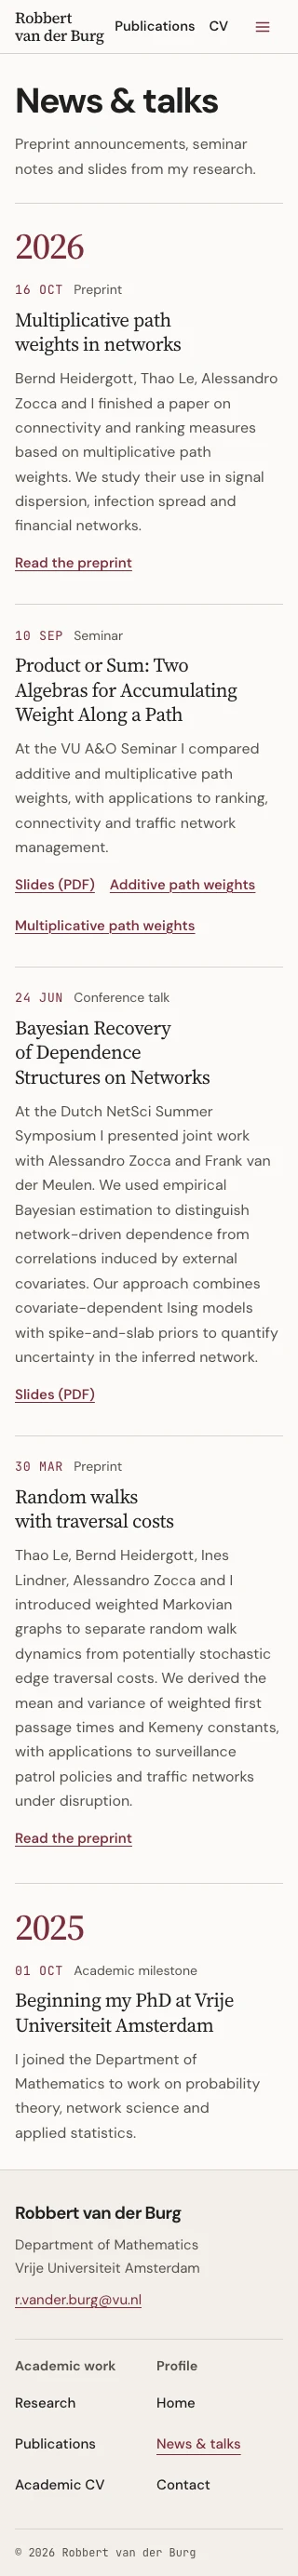 Robbert
van der Burg
Publications
CV
News & talks
Preprint announcements, seminar
notes and slides from my research.
2026
16 OCT Preprint
Multiplicative path
weights in networks
Bernd Heidergott, Thao Le, Alessandro
Zocca and I finished a paper on
connectivity and ranking measures
based on multiplicative path
weights. We study their use in signal
dispersion, infection spread and
financial networks.
Read the preprint
10 SEP Seminar
Product or Sum: Two
Algebras for Accumulating
Weight Along a Path
At the VU A&O Seminar I compared
additive and multiplicative path
weights, with applications to ranking,
connectivity and traffic network
management.
Slides (PDF) Additive path weights
Multiplicative path weights
24 JUN Conference talk
Bayesian Recovery
of Dependence
Structures on Networks
At the Dutch NetSci Summer
Symposium I presented joint work
with Alessandro Zocca and Frank van
der Meulen. We used empirical
Bayesian estimation to distinguish
network-driven dependence from
correlations induced by external
covariates. Our approach combines
covariate-dependent Ising models
with spike-and-slab priors to quantify
uncertainty in the inferred network.
Slides (PDF)
30 MAR Preprint
Random walks
with traversal costs
Thao Le, Bernd Heidergott, Ines
Lindner, Alessandro Zocca and I
introduced weighted Markovian
graphs to separate random walk
dynamics from potentially stochastic
edge traversal costs. We derived the
mean and variance of weighted first
passage times and Kemeny constants,
with applications to surveillance
patrol policies and traffic networks
under disruption.
Read the preprint
2025
01 OCT Academic milestone
Beginning my PhD at Vrije
Universiteit Amsterdam
I joined the Department of
Mathematics to work on probability
theory, network science and
applied statistics.
Robbert van der Burg
Department of Mathematics
Vrije Universiteit Amsterdam
r.vander.burg@vu.nl
Academic work
Research
Publications
Academic CV
Profile
Home
News & talks
Contact
© 2026 Robbert van der Burg